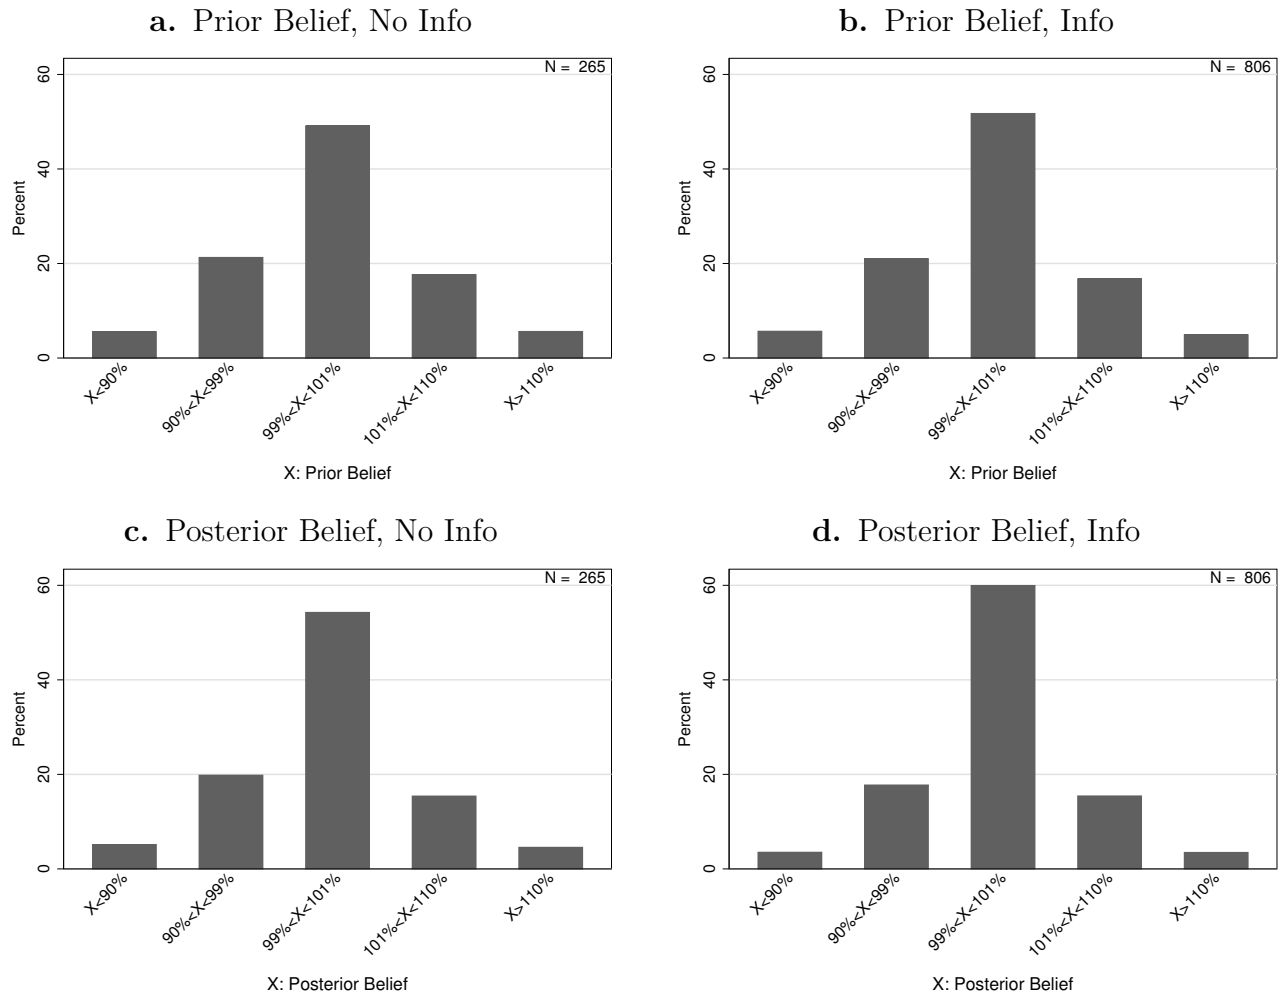 a. Prior Belief, No Info
N = 265
60
40
20
0
Percent
X<90%
90%<X<99%
99%<X<101%
101%<X<110%
X>110%
X: Prior Belief
b. Prior Belief, Info
N = 806
60
40
20
0
Percent
X<90%
90%<X<99%
99%<X<101%
101%<X<110%
X>110%
X: Prior Belief
c. Posterior Belief, No Info
N = 265
60
40
20
0
Percent
X<90%
90%<X<99%
99%<X<101%
101%<X<110%
X>110%
X: Posterior Belief
d. Posterior Belief, Info
N = 806
60
40
20
0
Percent
X<90%
90%<X<99%
99%<X<101%
101%<X<110%
X>110%
X: Posterior Belief